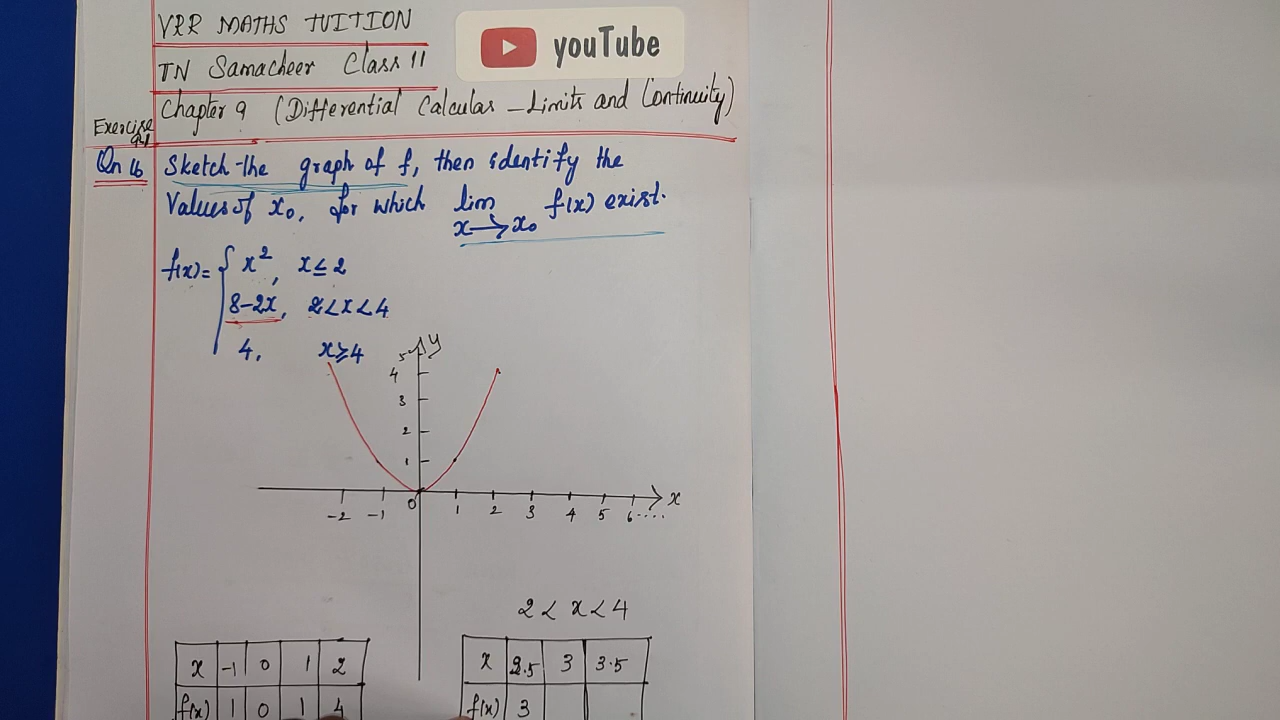 VRR MATHS TUITION
YouTube
TN Samacheer Class 11
Chapter 9 (Differential Calculas - Limits and Continuity)
Exercise 9.1
Qn 16 Sketch the graph of f, then identify the
Values of x₀, for which lim x→x₀ f(x) exist.
f(x) = { x², x ≤ 2
8-2x, 2 < x < 4
4, x ≥ 4
y
5
4
3
2
1
-2 -1 0 1 2 3 4 5 6 .... x
2 < x < 4
x -1 0 1 2
f(x) 1 0 1 4
x 2.5 3 3.5
f(x) 3